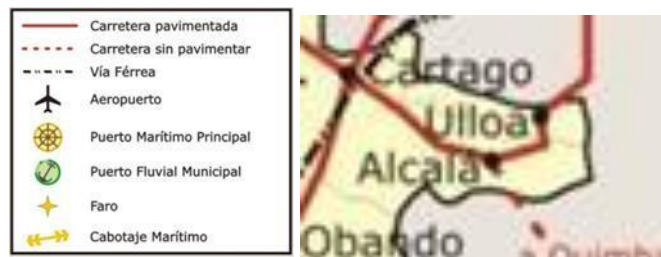 Carretera pavimentada
Carretera sin pavimentar
Vía Férrea
Aeropuerto
Puerto Marítimo Principal
Puerto Fluvial Municipal
Faro
Cabotaje Marítimo
Cartago
Ulloa
Alcalá
Obando